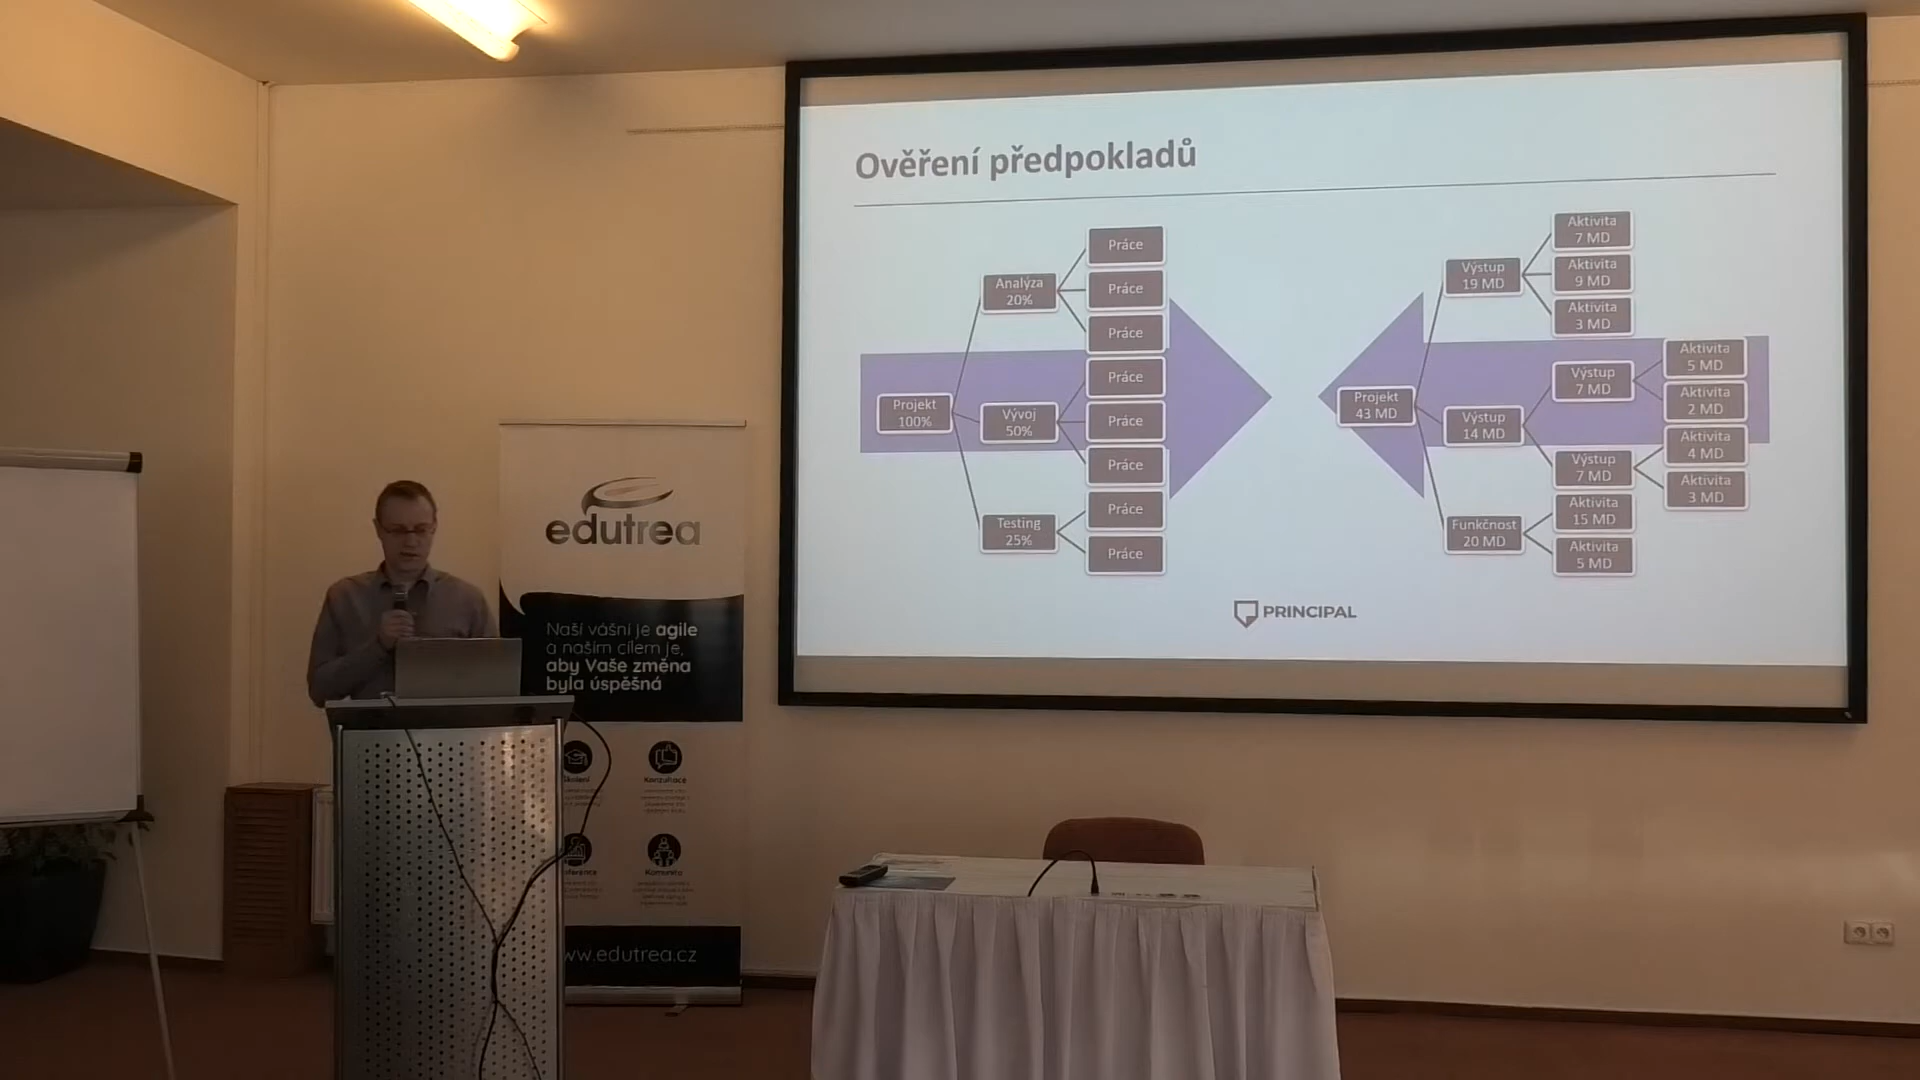 Ověření předpokladů
Projekt
100%
Analýza
20%
Vývoj
50%
Testing
25%
Práce
Práce
Práce
Práce
Práce
Práce
Práce
Práce
Projekt
43 MD
Výstup
19 MD
Výstup
14 MD
Funkčnost
20 MD
Aktivita
7 MD
Aktivita
9 MD
Aktivita
3 MD
Výstup
7 MD
Výstup
7 MD
Aktivita
15 MD
Aktivita
5 MD
Aktivita
5 MD
Aktivita
2 MD
Aktivita
4 MD
Aktivita
3 MD
PRINCIPAL
edutrea
Naší vášní je agile
a naším cílem je,
aby Vaše změna
byla úspěšná
Školení
Konzultace
Komunita
www.edutrea.cz